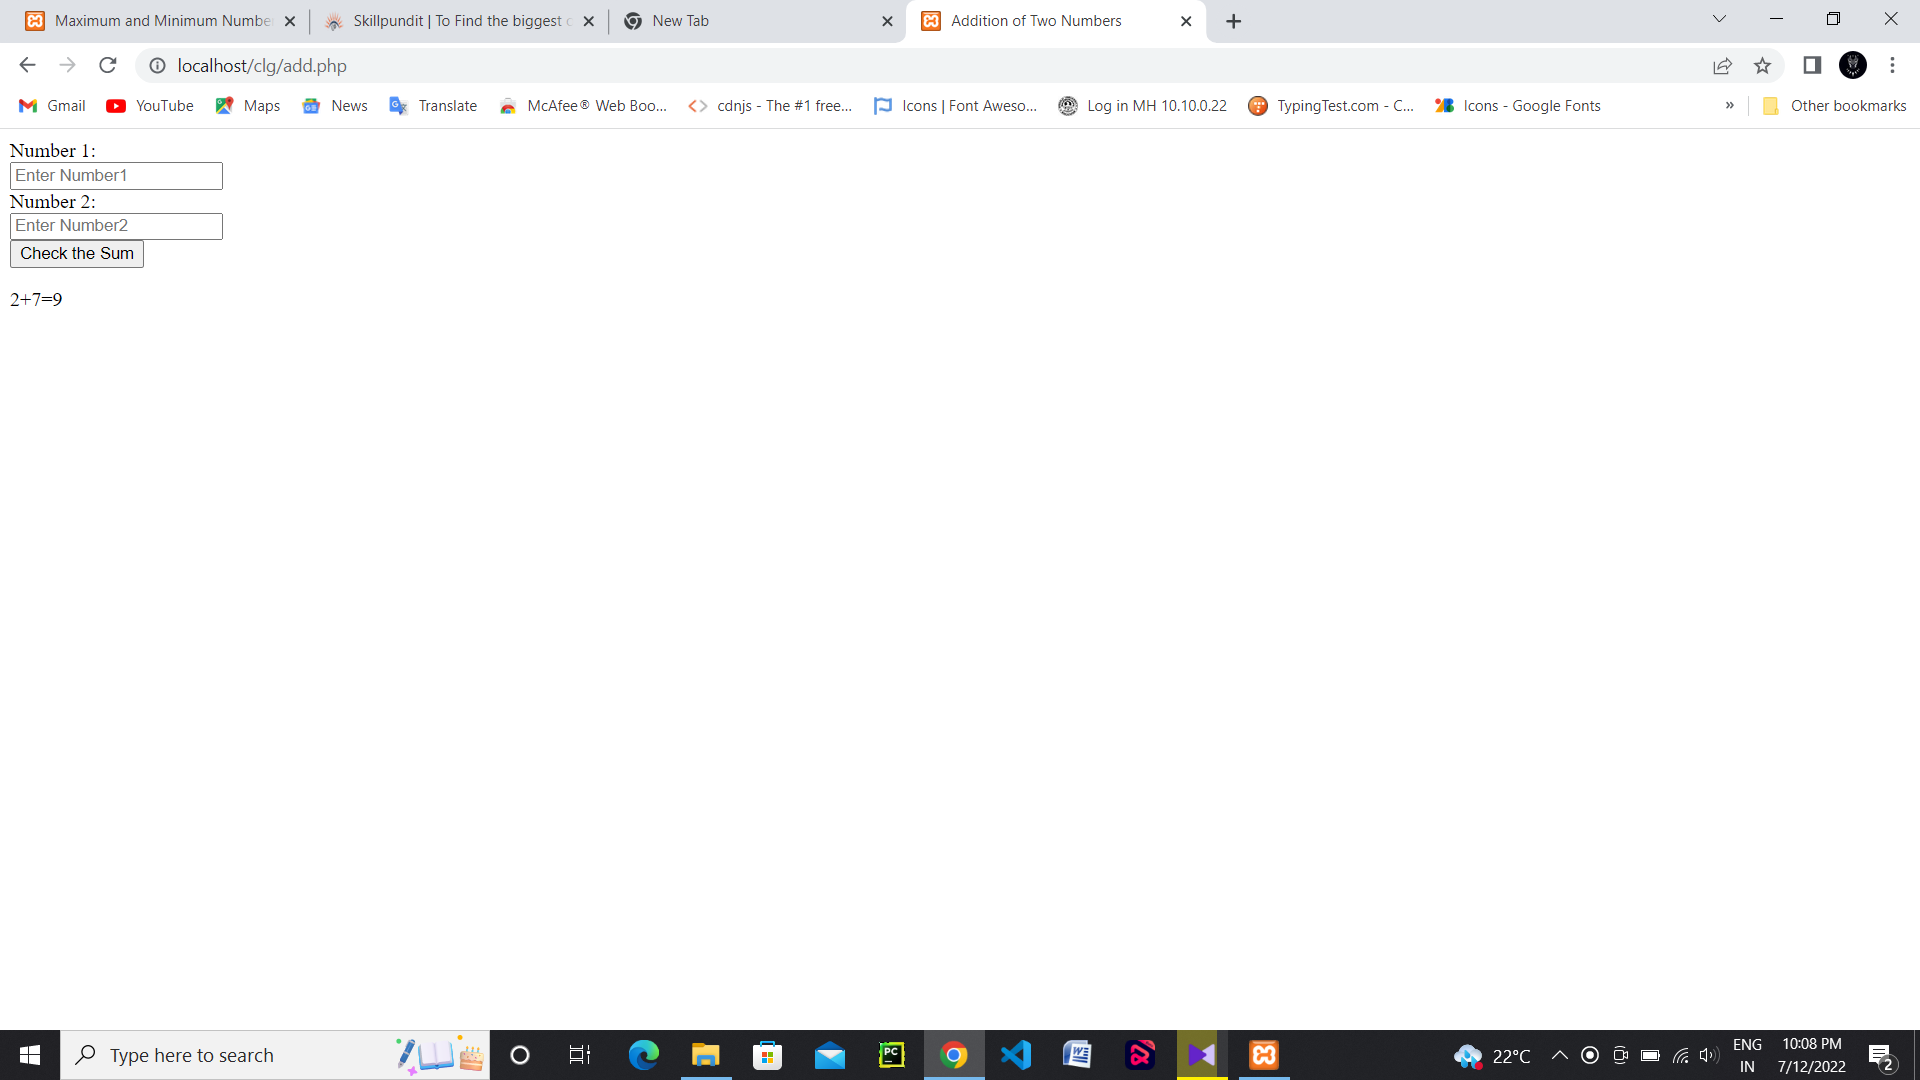 Maximum and Minimum Numbe
Skillpundit | To Find the biggest
New Tab
Addition of Two Numbers
localhost/clg/add.php
Gmail
YouTube
Maps
News
Translate
McAfee® Web Boo...
cdnjs - The #1 free...
Icons | Font Aweso...
Log in MH 10.10.0.22
TypingTest.com - C...
Icons - Google Fonts
»
Other bookmarks
Number 1:
Enter Number1
Number 2:
Enter Number2
Check the Sum
2+7=9
Type here to search
PC
22°C
ENG
IN
10:08 PM
7/12/2022
2